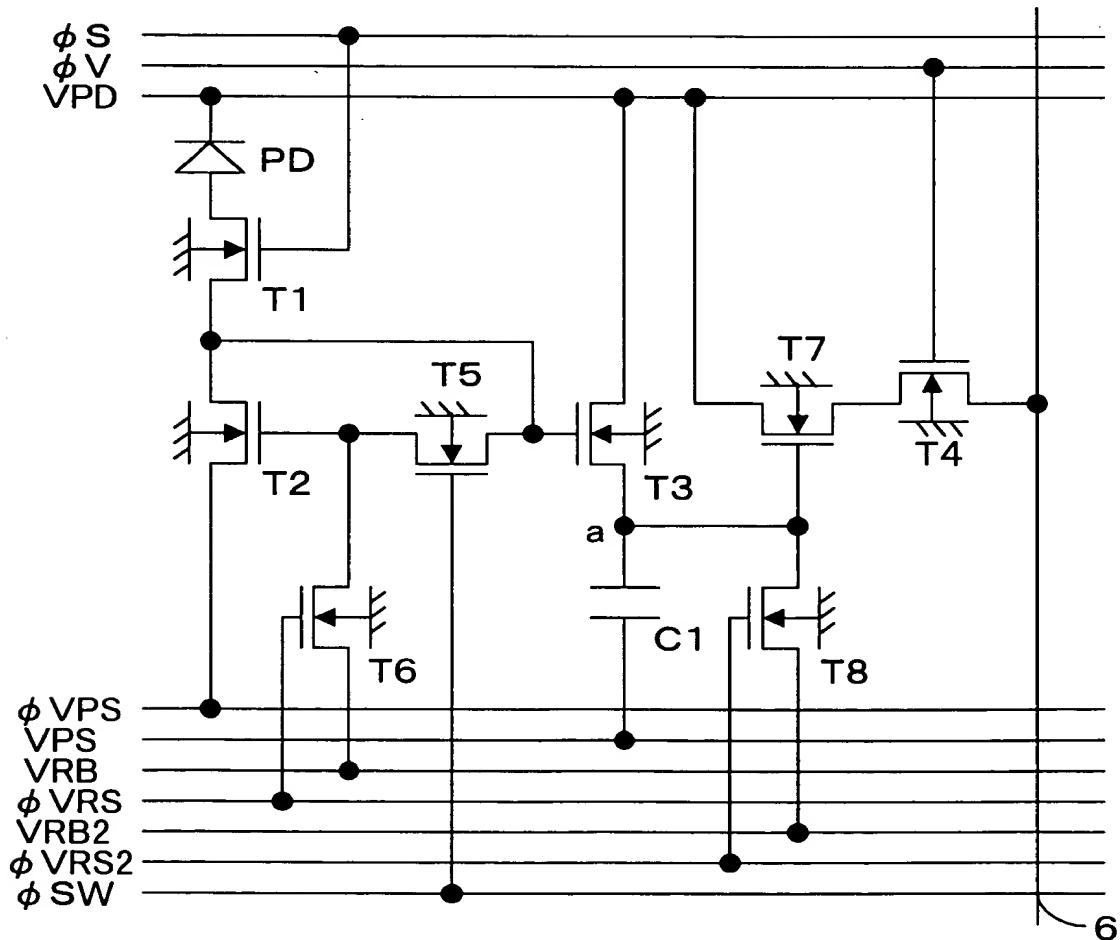 φS
φV
VPD
PD
T1
T7
T5
T4
T2
T3
a
C1
T6
T8
φVPS
VPS
VRB
φVRS
VRB2
φVRS2
φSW
6